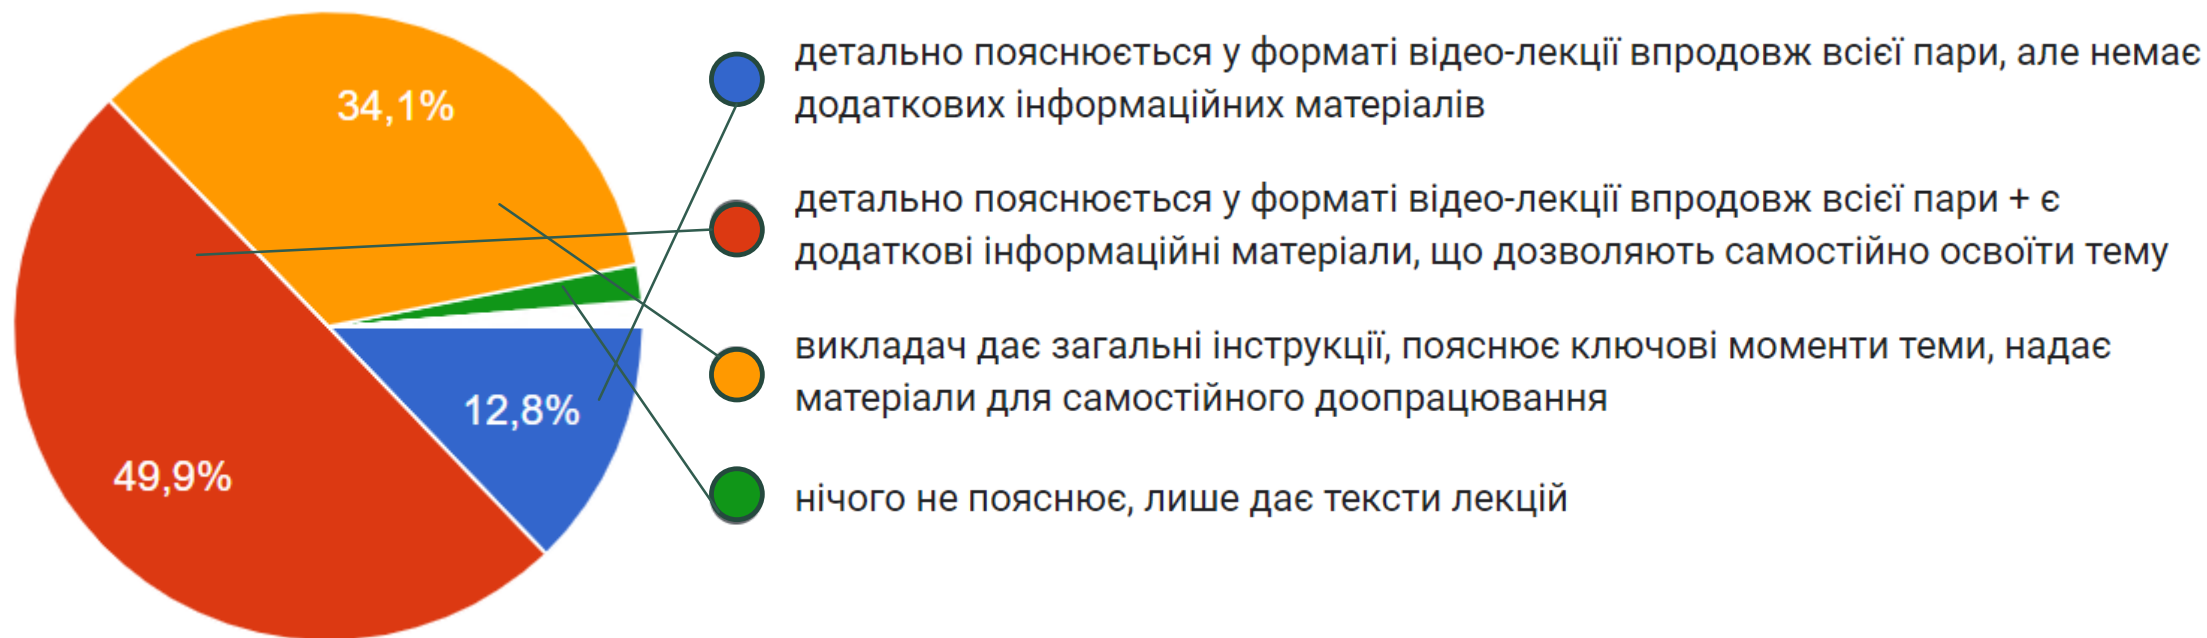 34,1%
49,9%
12,8%
детально пояснюється у форматі відео-лекції впродовж всієї пари, але немає
додаткових інформаційних матеріалів
детально пояснюється у форматі відео-лекції впродовж всієї пари + є
додаткові інформаційні матеріали, що дозволяють самостійно освоїти тему
викладач дає загальні інструкції, пояснює ключові моменти теми, надає
матеріали для самостійного доопрацювання
нічого не пояснює, лише дає тексти лекцій